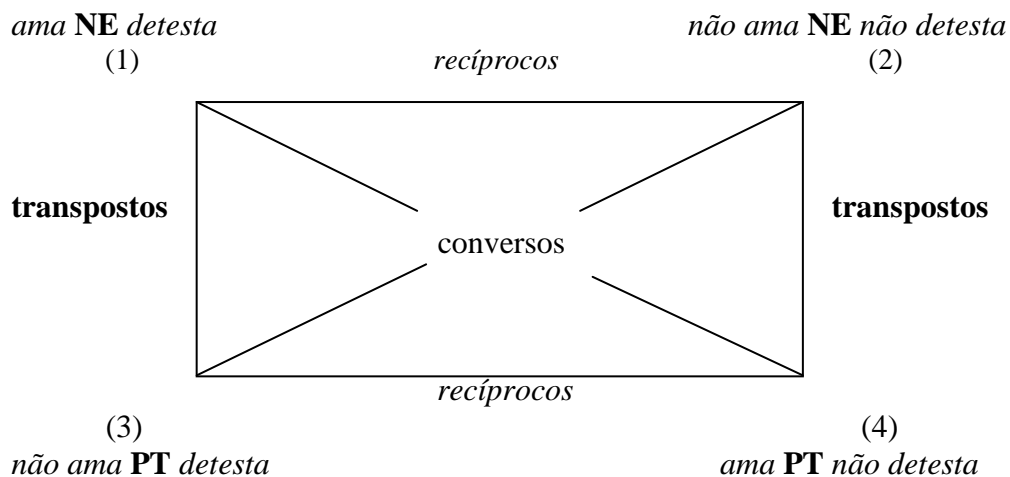 ama NE detesta não ama NE não detesta
(1) recíprocos (2)
transpostos transpostos
conversos
recíprocos
(3) (4)
não ama PT detesta ama PT não detesta